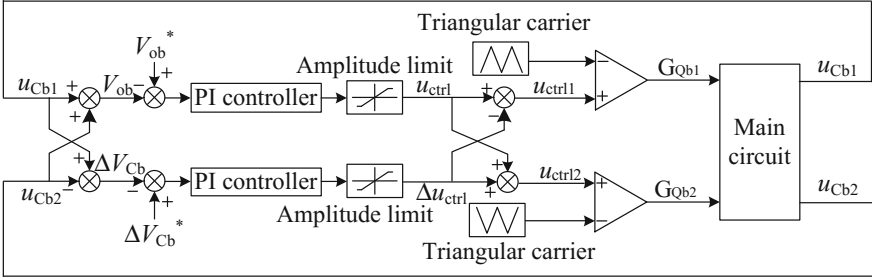 Triangular carrier
V_ob*
Amplitude limit
u_Cb1
+
V_ob
−
+
+
PI controller
u_ctrl
+
−
u_ctrl1
−
+
G_Qb1
Main circuit
u_Cb1
+
ΔV_Cb
u_Cb2
−
−
+
ΔV_Cb*
PI controller
Amplitude limit
Δu_ctrl
+
+
u_ctrl2
+
−
G_Qb2
u_Cb2
Triangular carrier